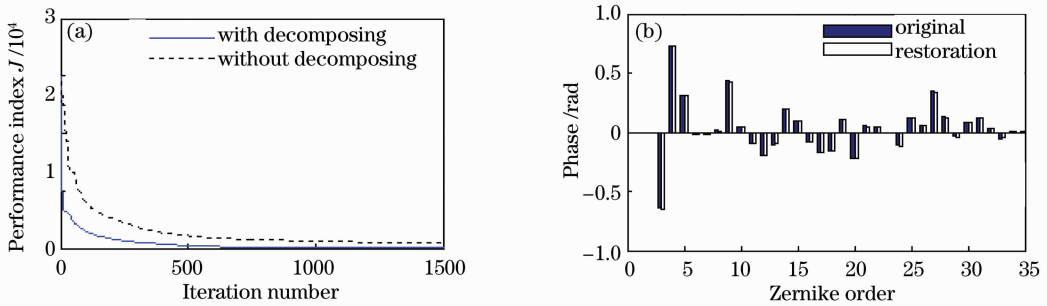 (a)
with decomposing
without decomposing
Performance index J /10⁴
3
2
1
0
0
500
1000
1500
Iteration number
(b)
original
restoration
Phase /rad
1.0
0.5
0
−0.5
−1.0
0
5
10
15
20
25
30
35
Zernike order